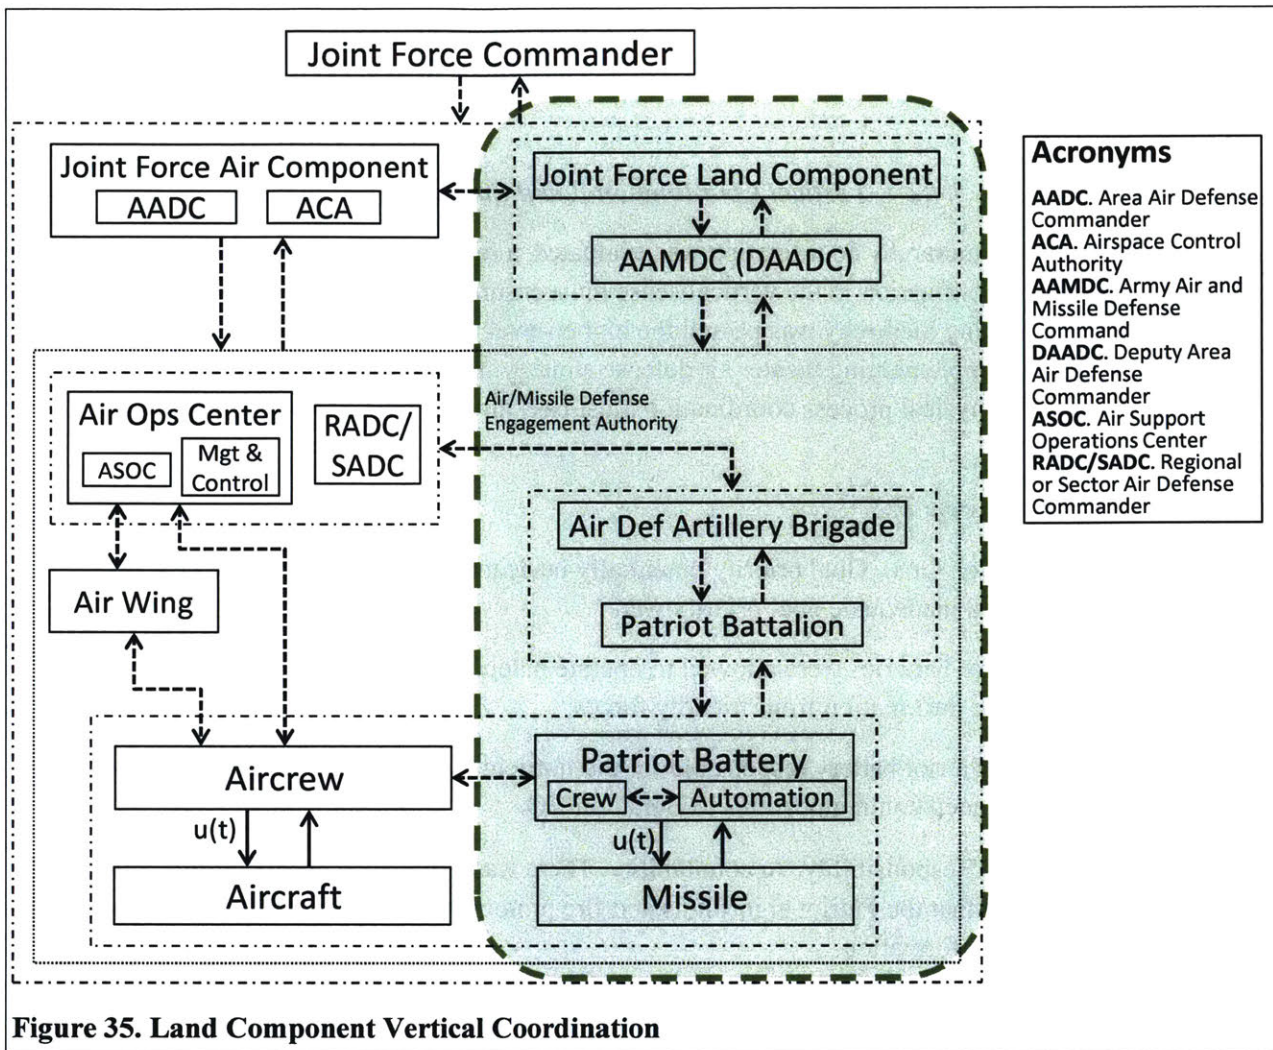 Joint Force Commander
Joint Force Air Component
AADC
ACA
Joint Force Land Component
AAMDC (DAADC)
Air Ops Center
ASOC
Mgt &
Control
RADC/
SADC
Air/Missile Defense
Engagement Authority
Air Def Artillery Brigade
Patriot Battalion
Air Wing
Aircrew
Patriot Battery
Crew
Automation
u(t)
u(t)
Aircraft
Missile
Acronyms
AADC. Area Air Defense
Commander
ACA. Airspace Control
Authority
AAMDC. Army Air and
Missile Defense
Command
DAADC. Deputy Area
Air Defense
Commander
ASOC. Air Support
Operations Center
RADC/SADC. Regional
or Sector Air Defense
Commander
Figure 35. Land Component Vertical Coordination